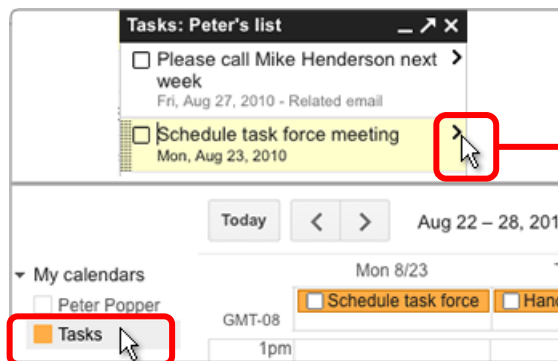 Tasks: Peter's list
Please call Mike Henderson next
week
Fri, Aug 27, 2010 - Related email
Schedule task force meeting
Mon, Aug 23, 2010
Today
Aug 22 – 28, 201
My calendars
Mon 8/23
Peter Popper
Schedule task force
Hand
GMT-08
Tasks
1pm